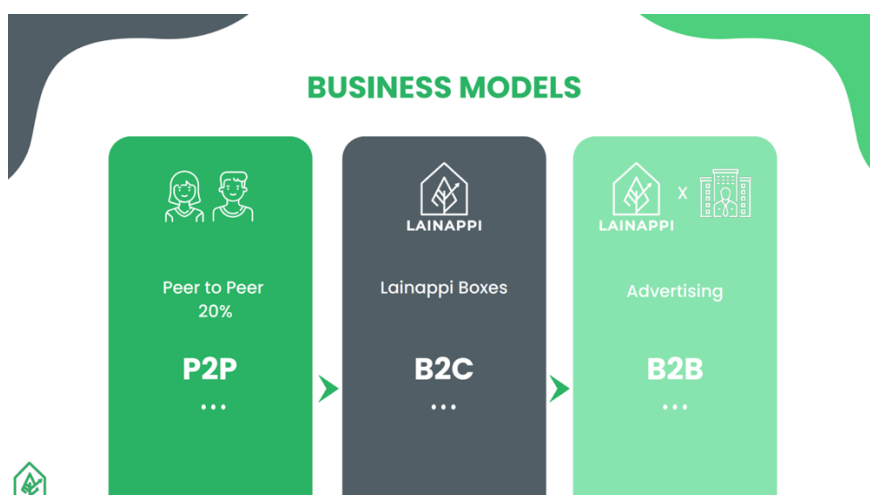 BUSINESS MODELS
Peer to Peer
20%
P2P
...
LAINAPPI
Lainappi Boxes
B2C
...
LAINAPPI
X
Advertising
B2B
...